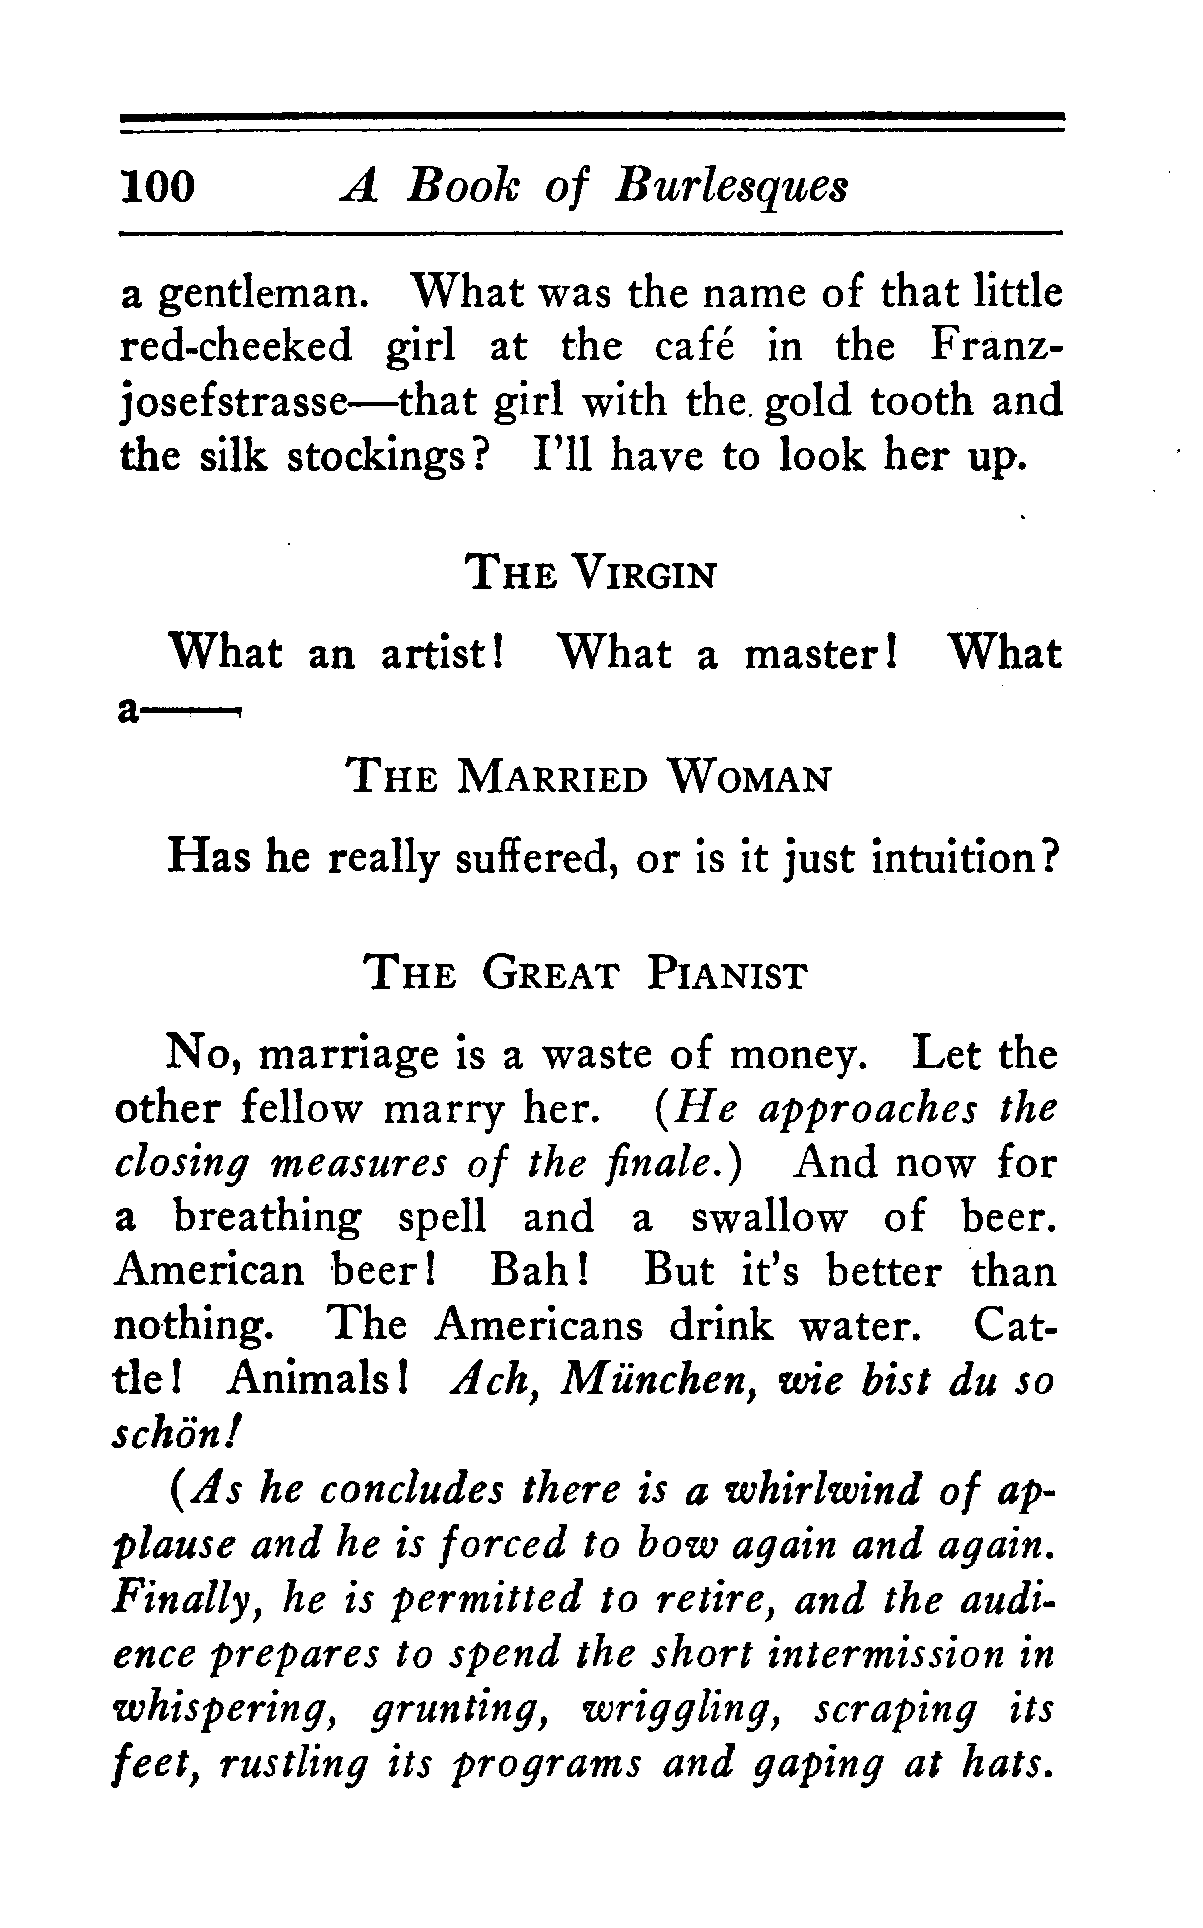 100 A Book of Burlesques
a gentleman. What was the name of that little
red-cheeked girl at the café in the Franz-
josefstrasse—that girl with the gold tooth and
the silk stockings? I'll have to look her up.
The Virgin
What an artist! What a master! What
a——
The Married Woman
Has he really suffered, or is it just intuition?
The Great Pianist
No, marriage is a waste of money. Let the
other fellow marry her. (He approaches the
closing measures of the finale.) And now for
a breathing spell and a swallow of beer.
American beer! Bah! But it's better than
nothing. The Americans drink water. Cat-
tle! Animals! Ach, München, wie bist du so
schön!
(As he concludes there is a whirlwind of ap-
plause and he is forced to bow again and again.
Finally, he is permitted to retire, and the audi-
ence prepares to spend the short intermission in
whispering, grunting, wriggling, scraping its
feet, rustling its programs and gaping at hats.